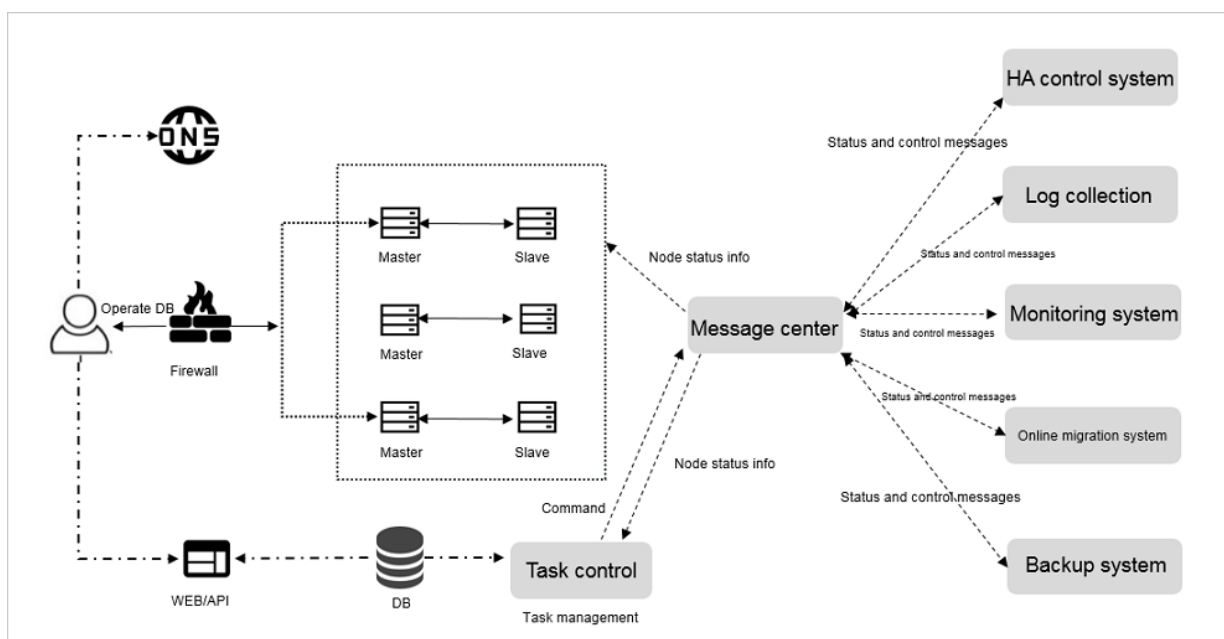 HA control system
Status and control messages
DNS
Log collection
Node status info
Status and control messages
Master
Slave
Operate DB
Message center
Monitoring system
Status and control messages
Firewall
Master
Slave
Status and control messages
Online migration system
Master
Slave
Node status info
Status and control messages
Command
Task control
Backup system
WEB/API
DB
Task management